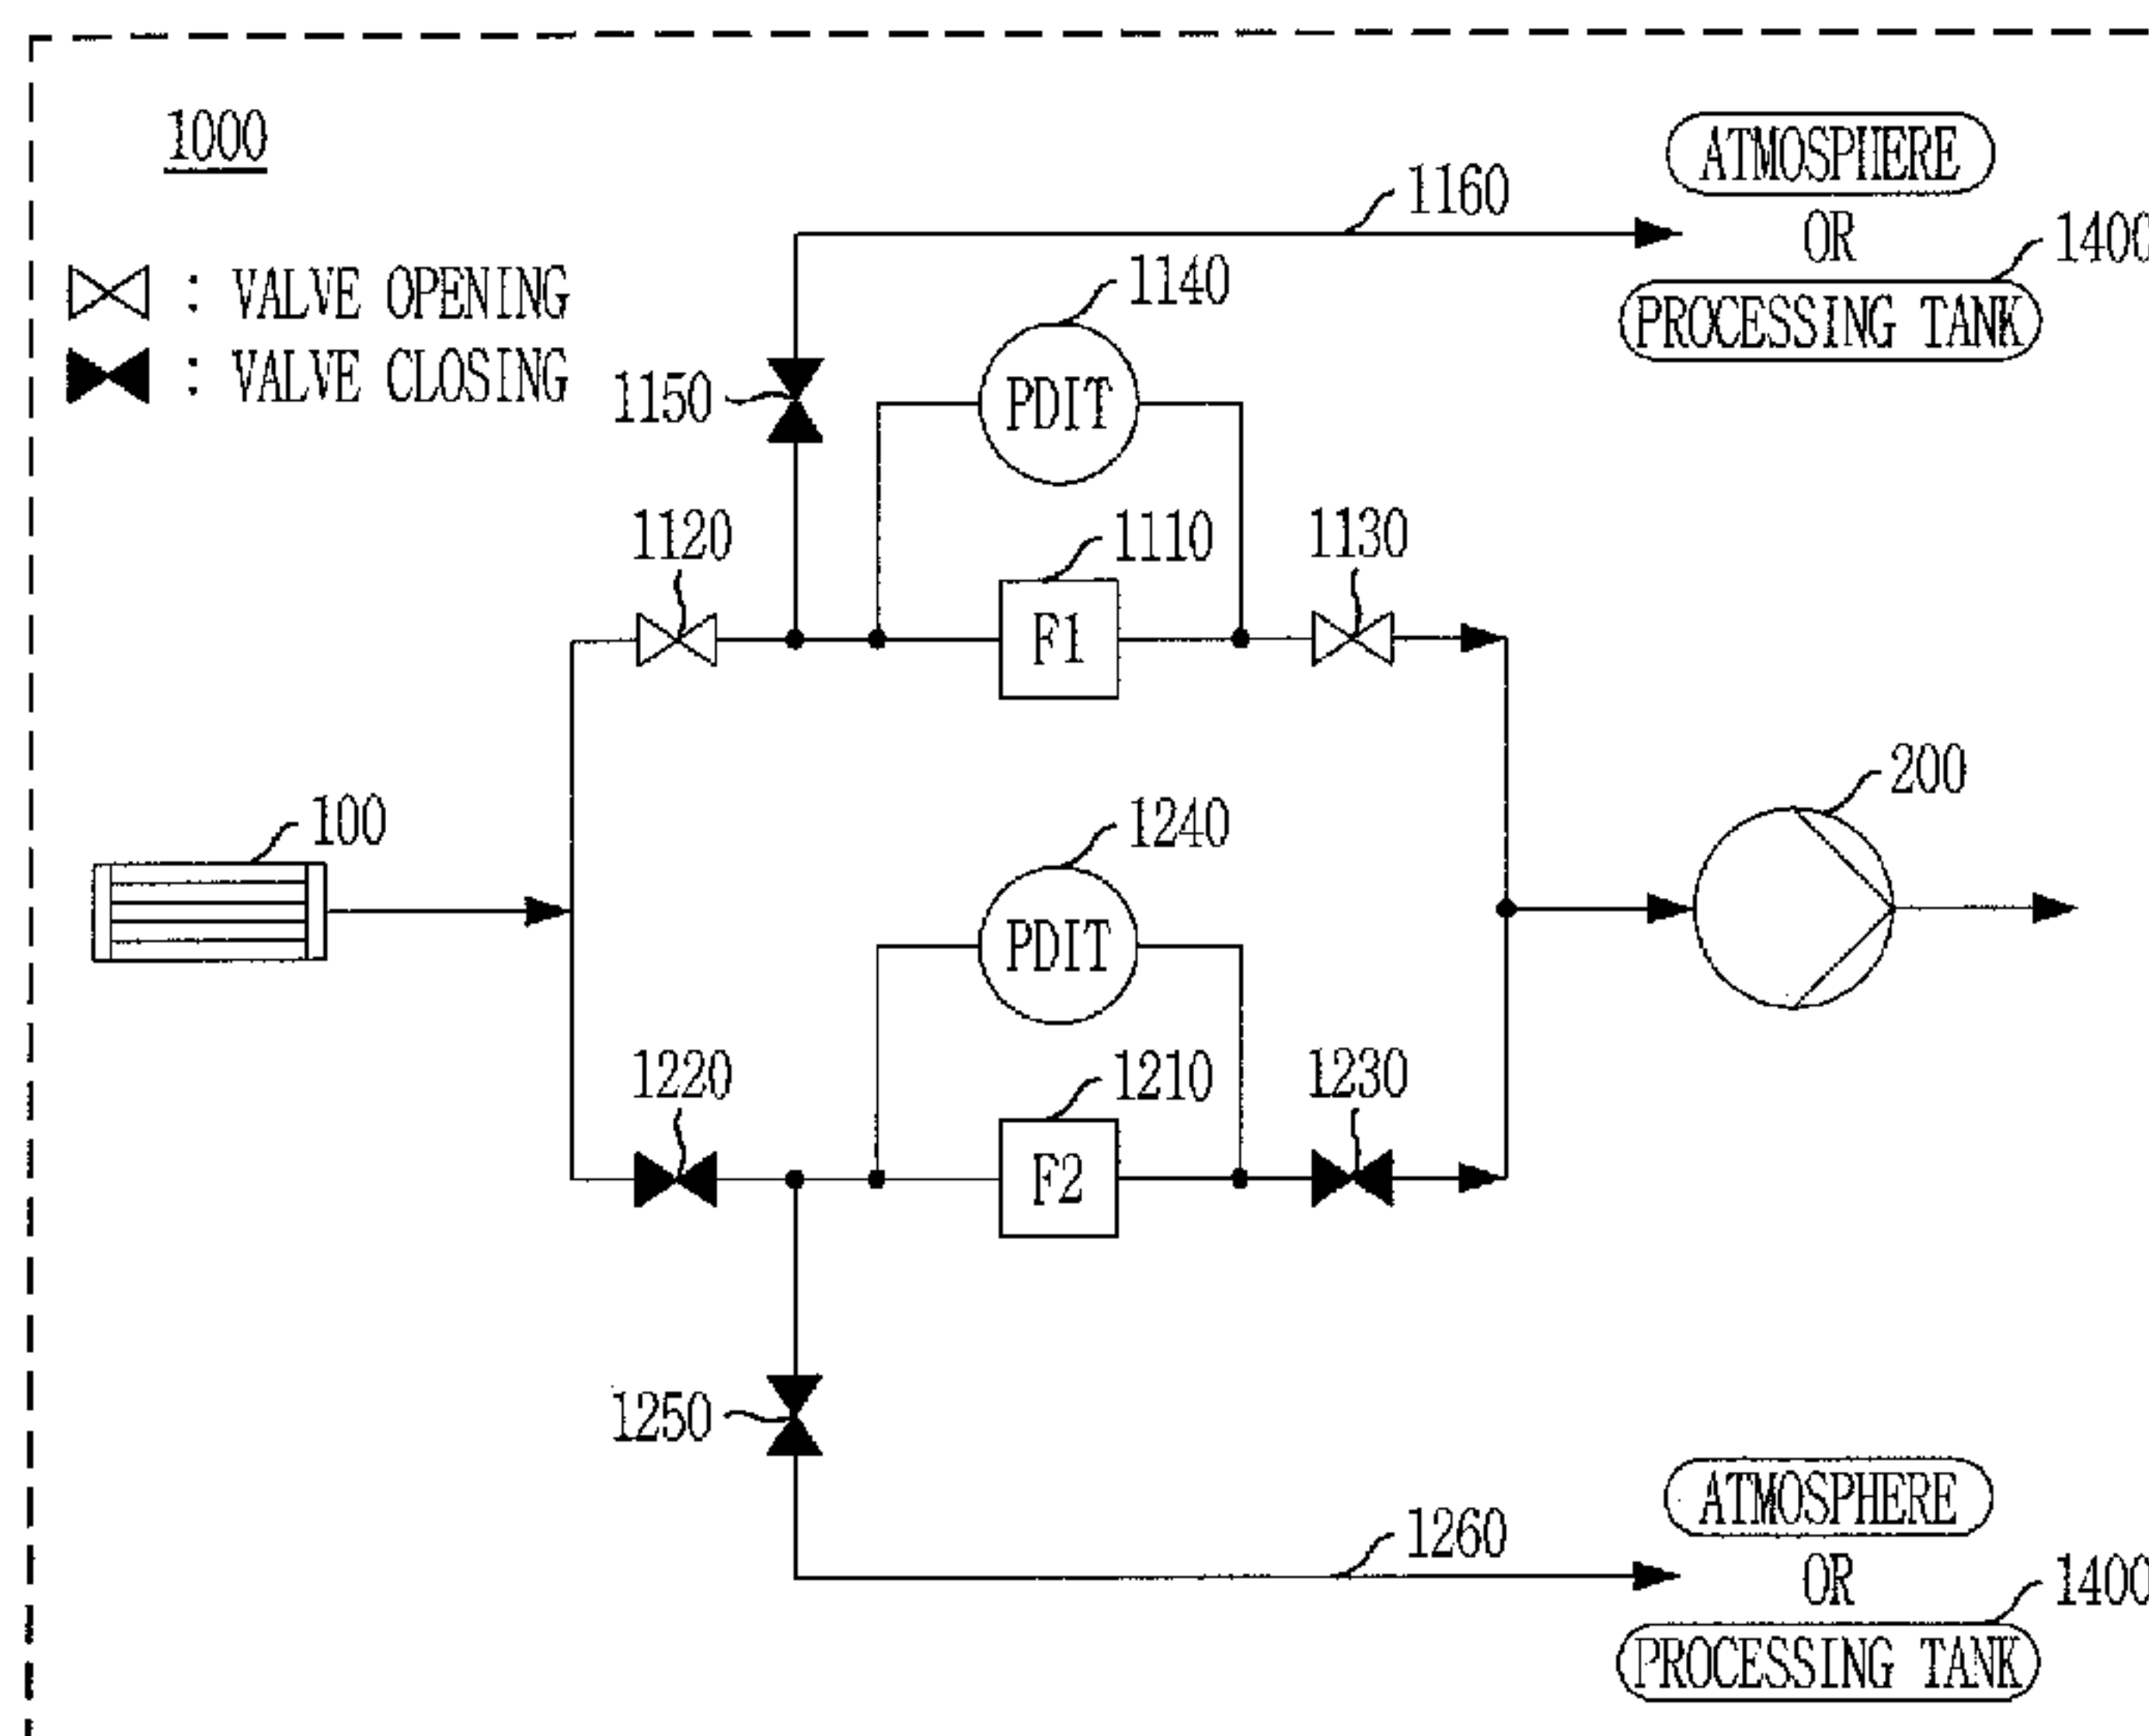 1000
ATMOSPHERE
1160
OR
1400
: VALVE OPENING
1140
PROCESSING TANK
: VALVE CLOSING
1150
PDIT
1120
1110
1130
F1
200
100
1240
PDIT
1220
1210
1230
F2
1250
ATMOSPHERE
1260
OR
1400
PROCESSING TANK